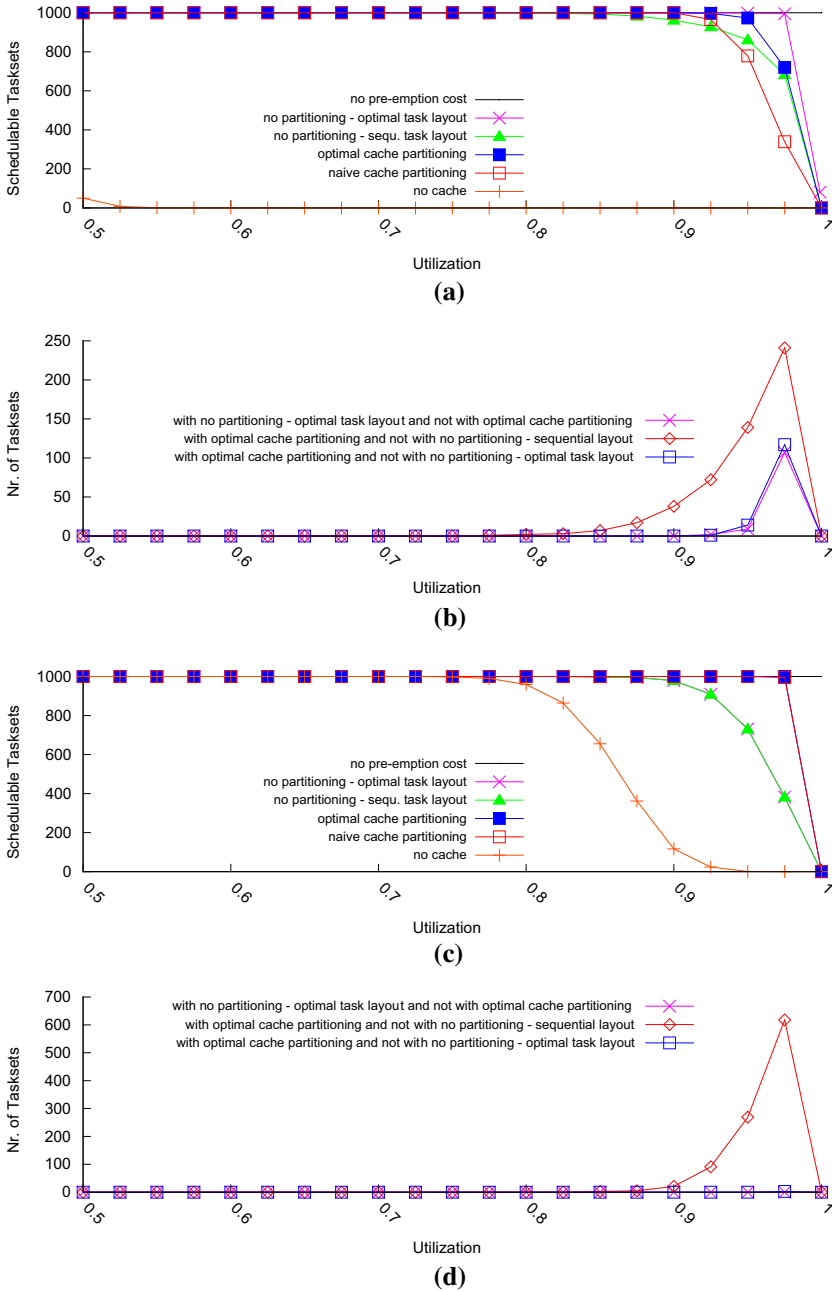 1000
800
600
400
200
0
Schedulable Tasksets
no pre-emption cost
no partitioning - optimal task layout
no partitioning - sequ. task layout
optimal cache partitioning
naive cache partitioning
no cache
0.5
0.6
0.7
0.8
0.9
1
Utilization
(a)
250
200
150
100
50
0
Nr. of Tasksets
with no partitioning - optimal task layout and not with optimal cache partitioning
with optimal cache partitioning and not with no partitioning - sequential layout
with optimal cache partitioning and not with no partitioning - optimal task layout
0.5
0.6
0.7
0.8
0.9
1
Utilization
(b)
1000
800
600
400
200
0
Schedulable Tasksets
no pre-emption cost
no partitioning - optimal task layout
no partitioning - sequ. task layout
optimal cache partitioning
naive cache partitioning
no cache
0.5
0.6
0.7
0.8
0.9
1
Utilization
(c)
700
600
500
400
300
200
100
0
Nr. of Tasksets
with no partitioning - optimal task layout and not with optimal cache partitioning
with optimal cache partitioning and not with no partitioning - sequential layout
with optimal cache partitioning and not with no partitioning - optimal task layout
0.5
0.6
0.7
0.8
0.9
1
Utilization
(d)